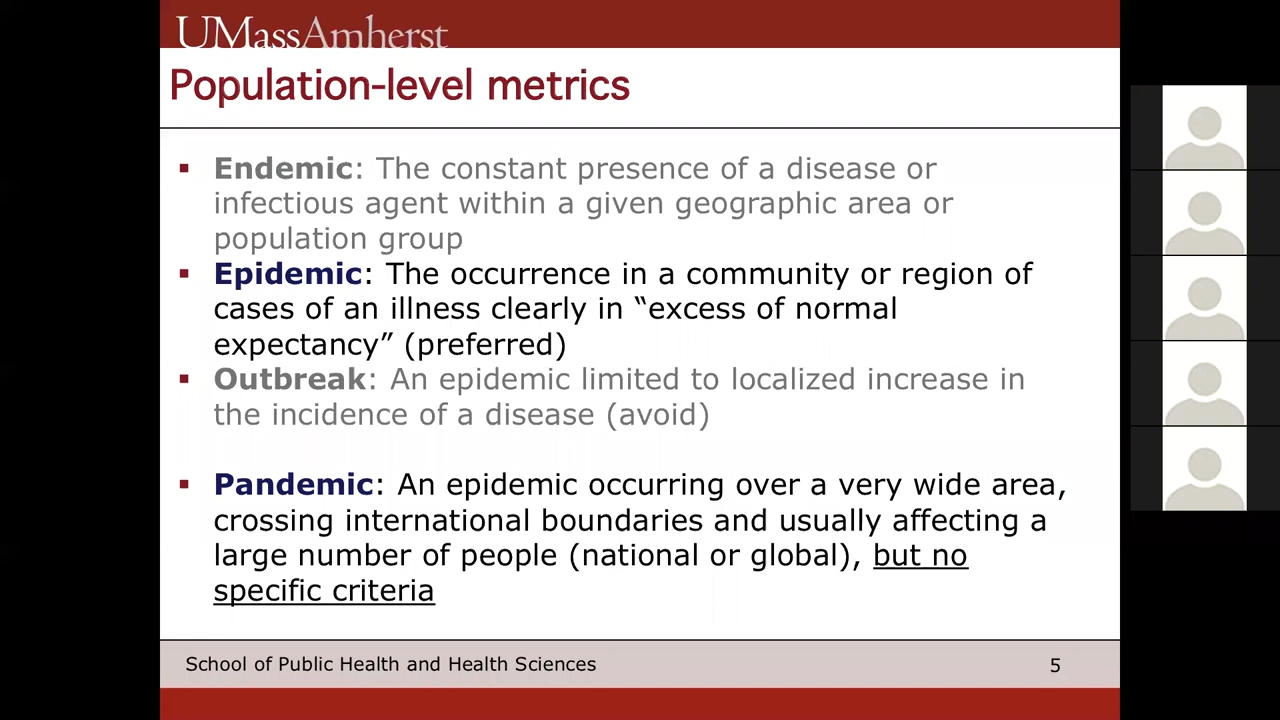 UMassAmherst
Population-level metrics
▪ Endemic: The constant presence of a disease or
infectious agent within a given geographic area or
population group
▪ Epidemic: The occurrence in a community or region of
cases of an illness clearly in “excess of normal
expectancy” (preferred)
▪ Outbreak: An epidemic limited to localized increase in
the incidence of a disease (avoid)
▪ Pandemic: An epidemic occurring over a very wide area,
crossing international boundaries and usually affecting a
large number of people (national or global), but no
specific criteria
School of Public Health and Health Sciences
5